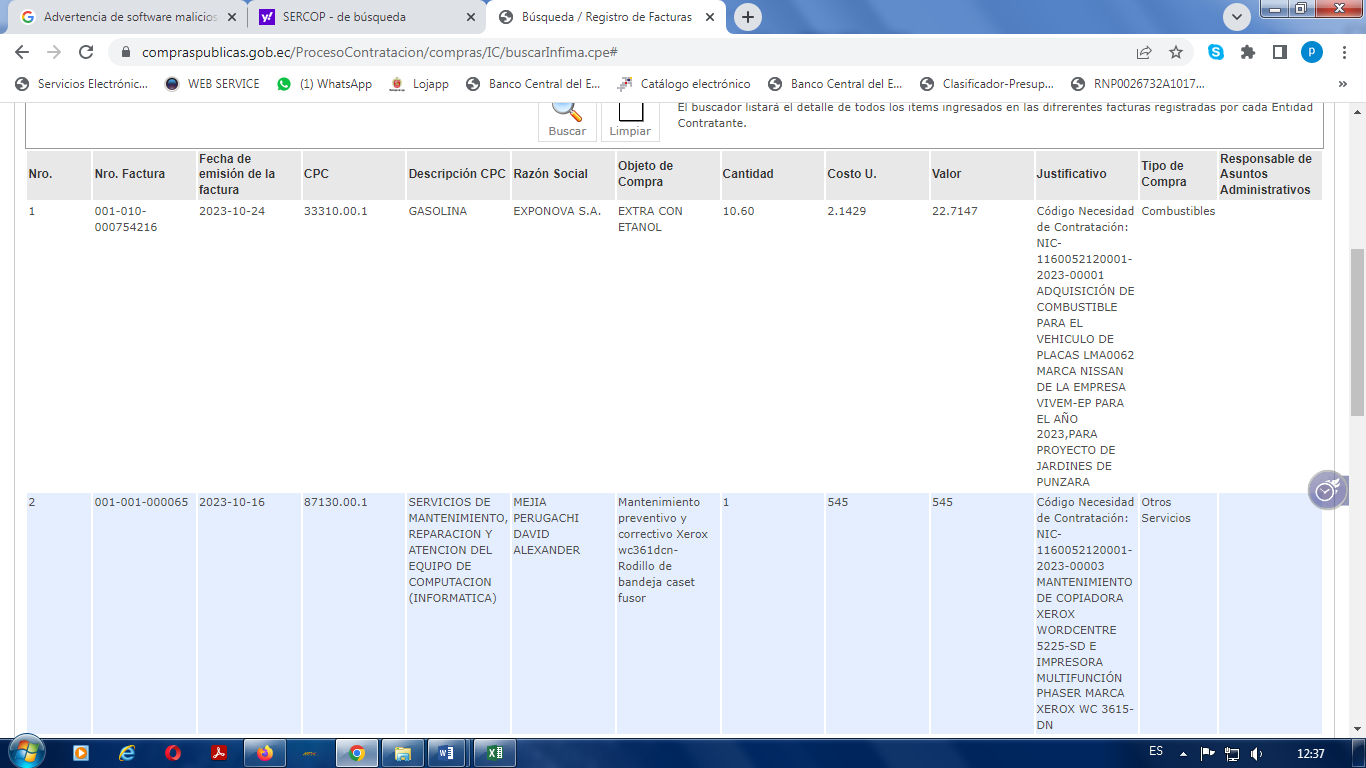 Advertencia de software malicios
SERCOP - de búsqueda
Búsqueda / Registro de Facturas
compraspublicas.gob.ec/ProcesoContratacion/compras/IC/buscarInfima.cpe#
P
Servicios Electrónic...
WEB SERVICE
(1) WhatsApp
Lojapp
Banco Central del E...
Catálogo electrónico
Banco Central del E...
Clasificador-Presup...
RNP0026732A1017...
»
Buscar
Limpiar
El buscador listará el detalle de todos los items ingresados en las difrerentes facturas registradas por cada Entidad
Contratante.
Nro.
Nro. Factura
Fecha de
emisión de la
factura
CPC
Descripción CPC
Razón Social
Objeto de
Compra
Cantidad
Costo U.
Valor
Justificativo
Tipo de
Compra
Responsable de
Asuntos
Administrativos
1
001-010-
000754216
2023-10-24
33310.00.1
GASOLINA
EXPONOVA S.A.
EXTRA CON
ETANOL
10.60
2.1429
22.7147
Código Necesidad
de Contratación:
NIC-
1160052120001-
2023-00001
ADQUISICIÓN DE
COMBUSTIBLE
PARA EL
VEHICULO DE
PLACAS LMA0062
MARCA NISSAN
DE LA EMPRESA
VIVEM-EP PARA
EL AÑO
2023,PARA
PROYECTO DE
JARDINES DE
PUNZARA
Combustibles
2
001-001-000065
2023-10-16
87130.00.1
SERVICIOS DE
MANTENIMIENTO,
REPARACION Y
ATENCION DEL
EQUIPO DE
COMPUTACION
(INFORMATICA)
MEJIA
PERUGACHI
DAVID
ALEXANDER
Mantenimiento
preventivo y
correctivo Xerox
wc361dcn-
Rodillo de
bandeja caset
fusor
1
545
545
Código Necesidad
de Contratación:
NIC-
1160052120001-
2023-00003
MANTENIMIENTO
DE COPIADORA
XEROX
WORDCENTRE
5225-SD E
IMPRESORA
MULTIFUNCIÓN
PHASER MARCA
XEROX WC 3615-
DN
Otros
Servicios
ES
12:37